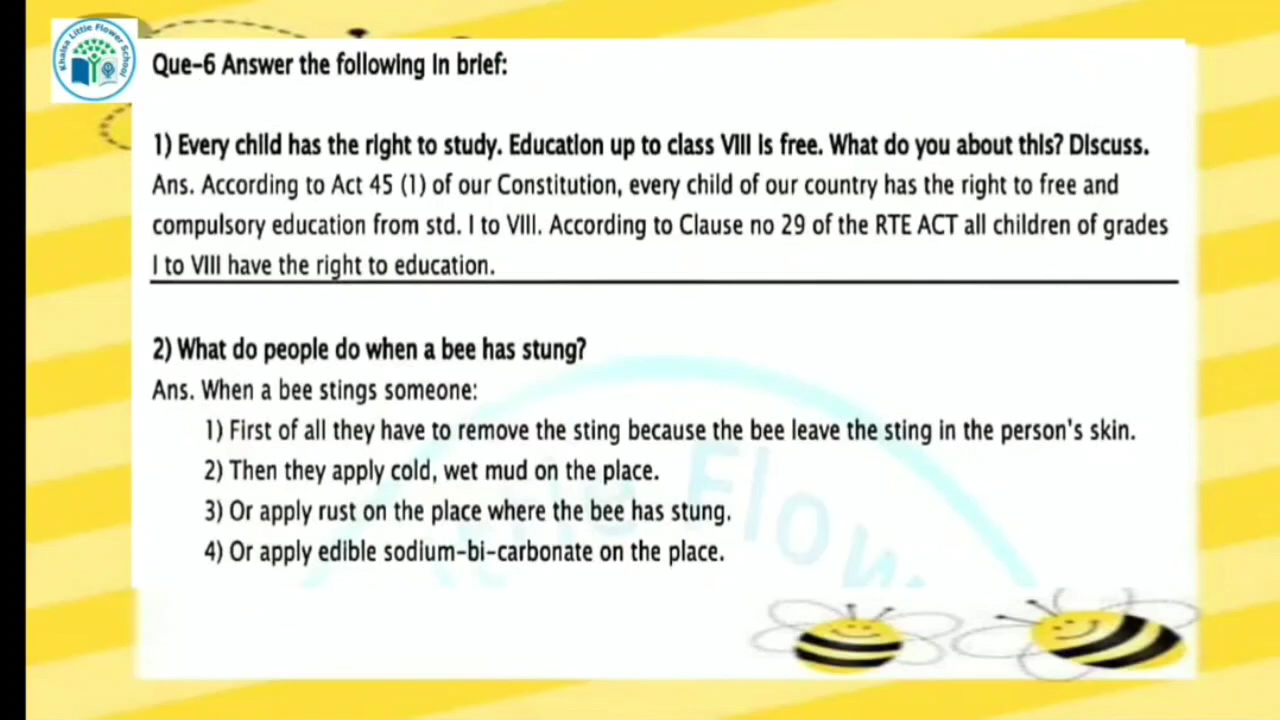 Khalsa Little Flower School
Que-6 Answer the following in brief:
1) Every child has the right to study. Education up to class VIII is free. What do you about this? Discuss.
Ans. According to Act 45 (1) of our Constitution, every child of our country has the right to free and
compulsory education from std. I to VIII. According to Clause no 29 of the RTE ACT all children of grades
I to VIII have the right to education.
2) What do people do when a bee has stung?
Ans. When a bee stings someone:
1) First of all they have to remove the sting because the bee leave the sting in the person's skin.
2) Then they apply cold, wet mud on the place.
3) Or apply rust on the place where the bee has stung.
4) Or apply edible sodium-bi-carbonate on the place.